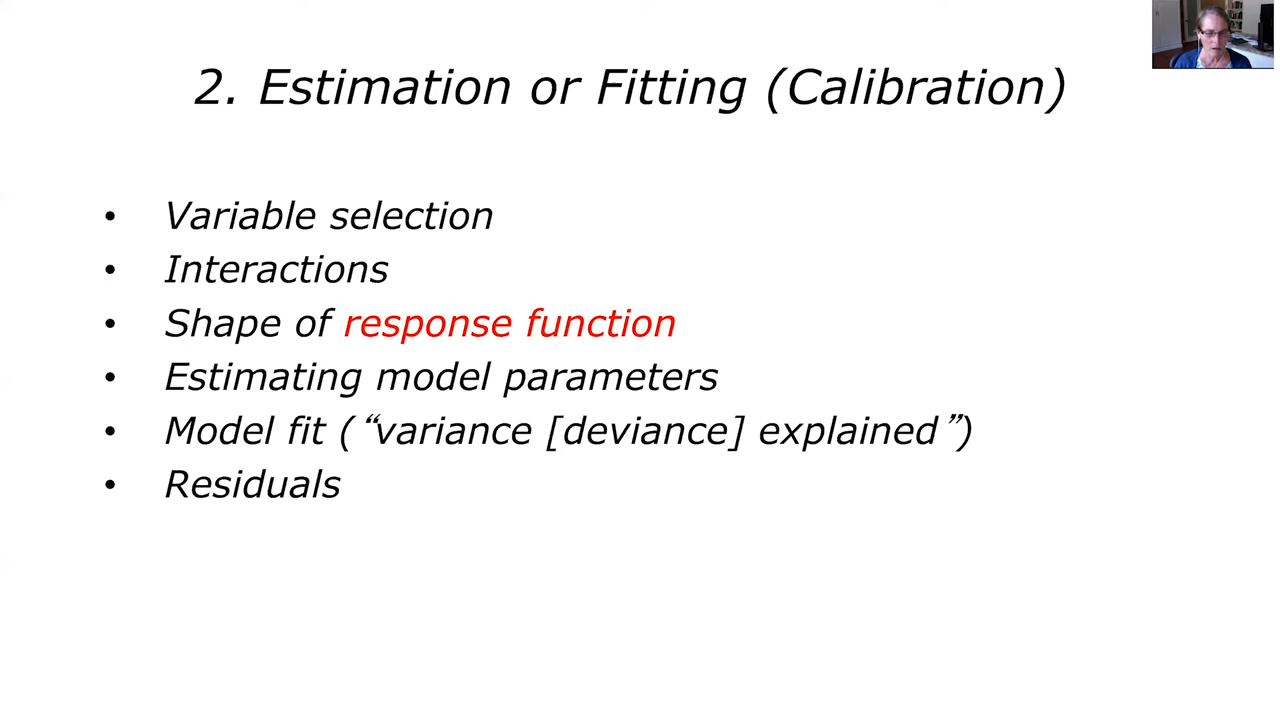 2. Estimation or Fitting (Calibration)
• Variable selection
• Interactions
• Shape of response function
• Estimating model parameters
• Model fit (“variance [deviance] explained”)
• Residuals